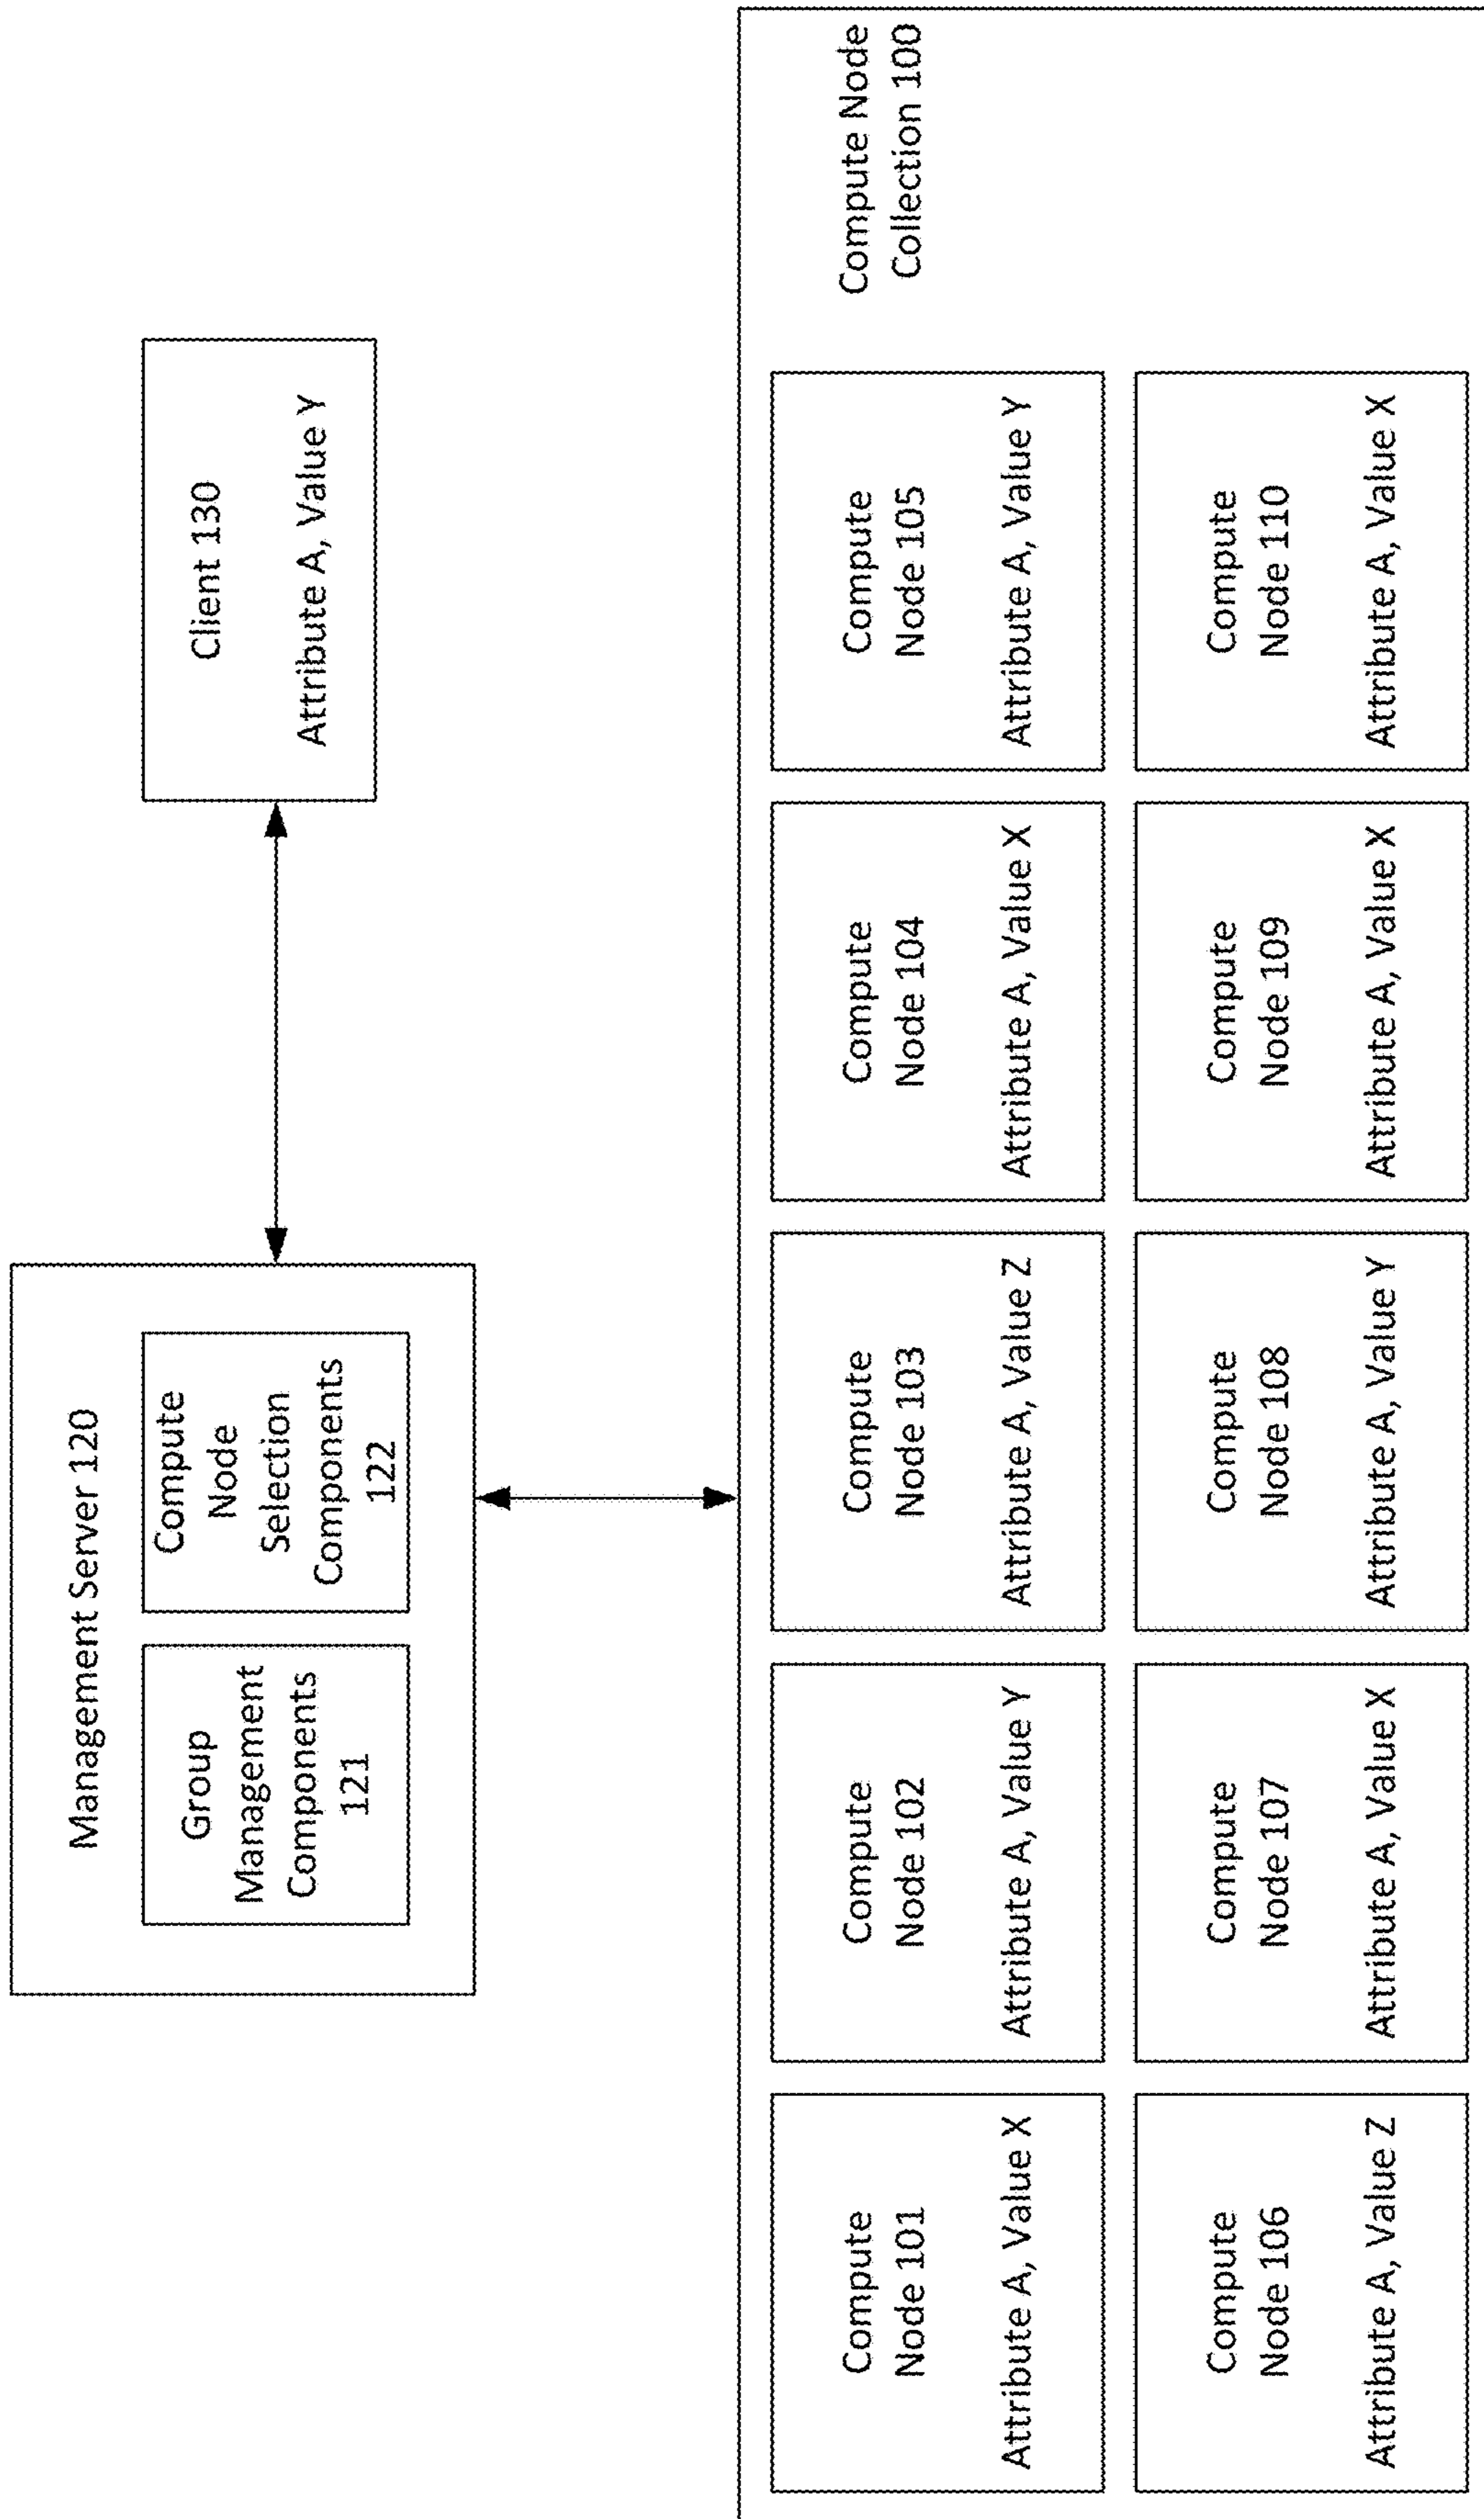 Management Server 120
Group
Management
Components
121
Compute
Node
Selection
Components
122
Client 130
Attribute A, Value Y
Compute Node
Collection 100
Compute
Node 101
Attribute A, Value X
Compute
Node 102
Attribute A, Value Y
Compute
Node 103
Attribute A, Value Z
Compute
Node 104
Attribute A, Value X
Compute
Node 105
Attribute A, Value Y
Compute
Node 106
Attribute A, Value Z
Compute
Node 107
Attribute A, Value X
Compute
Node 108
Attribute A, Value Y
Compute
Node 109
Attribute A, Value X
Compute
Node 110
Attribute A, Value X